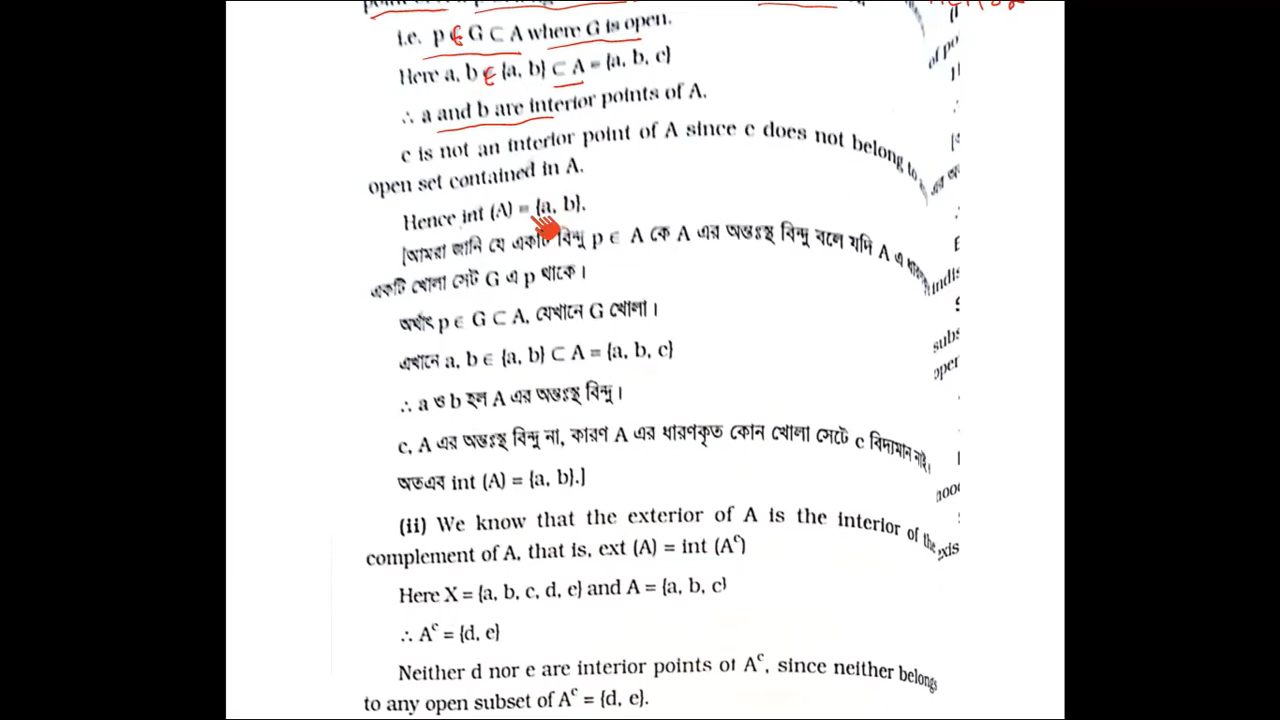 i.e. p ∈ G ⊂ A where G is open.
Here a, b ∈ {a, b} ⊂ A = {a, b, c}
∴ a and b are interior points of A.
c is not an interior point of A since c does not belong to
open set contained in A.
Hence int (A) = {a, b}.
[আমরা জানি যে একটি বিন্দু p ∈ A কে A এর অন্তঃস্থ বিন্দু বলে যদি A এ
একটি খোলা সেট G এ p থাকে।
অর্থাৎ p ∈ G ⊂ A, যেখানে G খোলা।
এখানে a, b ∈ {a, b} ⊂ A = {a, b, c}
∴ a ও b হল A এর অন্তঃস্থ বিন্দু।
c, A এর অন্তঃস্থ বিন্দু না, কারণ A এর ধারণকৃত কোন খোলা সেটে c বিদ্যমান নাই।
অতএব int (A) = {a, b}.]
(ii) We know that the exterior of A is the interior of the
complement of A, that is, ext (A) = int (Aᶜ)
Here X = {a, b, c, d, e} and A = {a, b, c}
∴ Aᶜ = {d, e}
Neither d nor e are interior points of Aᶜ, since neither belongs
to any open subset of Aᶜ = {d, e}.